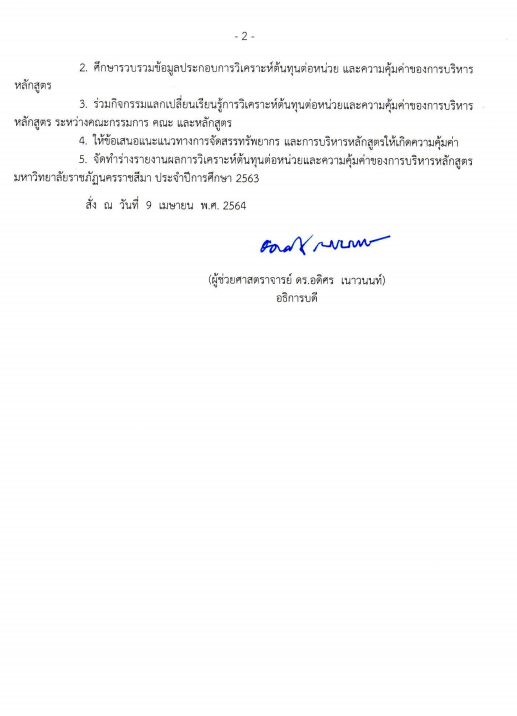 - 2 -
2. ศึกษารวบรวมข้อมูลประกอบการวิเคราะห์ต้นทุนต่อหน่วย และความคุ้มค่าของการบริหาร
หลักสูตร
3. ร่วมกิจกรรมแลกเปลี่ยนเรียนรู้การวิเคราะห์ต้นทุนต่อหน่วยและความคุ้มค่าของการบริหาร
หลักสูตร ระหว่างคณะกรรมการ คณะ และหลักสูตร
4. ให้ข้อเสนอแนะแนวทางการจัดสรรทรัพยากร และการบริหารหลักสูตรให้เกิดความคุ้มค่า
5. จัดทำร่างรายงานผลการวิเคราะห์ต้นทุนต่อหน่วยและความคุ้มค่าของการบริหารหลักสูตร
มหาวิทยาลัยราชภัฏนครราชสีมา ประจำปีการศึกษา 2563
สั่ง ณ วันที่ 9 เมษายน พ.ศ. 2564
(ผู้ช่วยศาสตราจารย์ ดร.อดิศร เนาวนนท์)
อธิการบดี